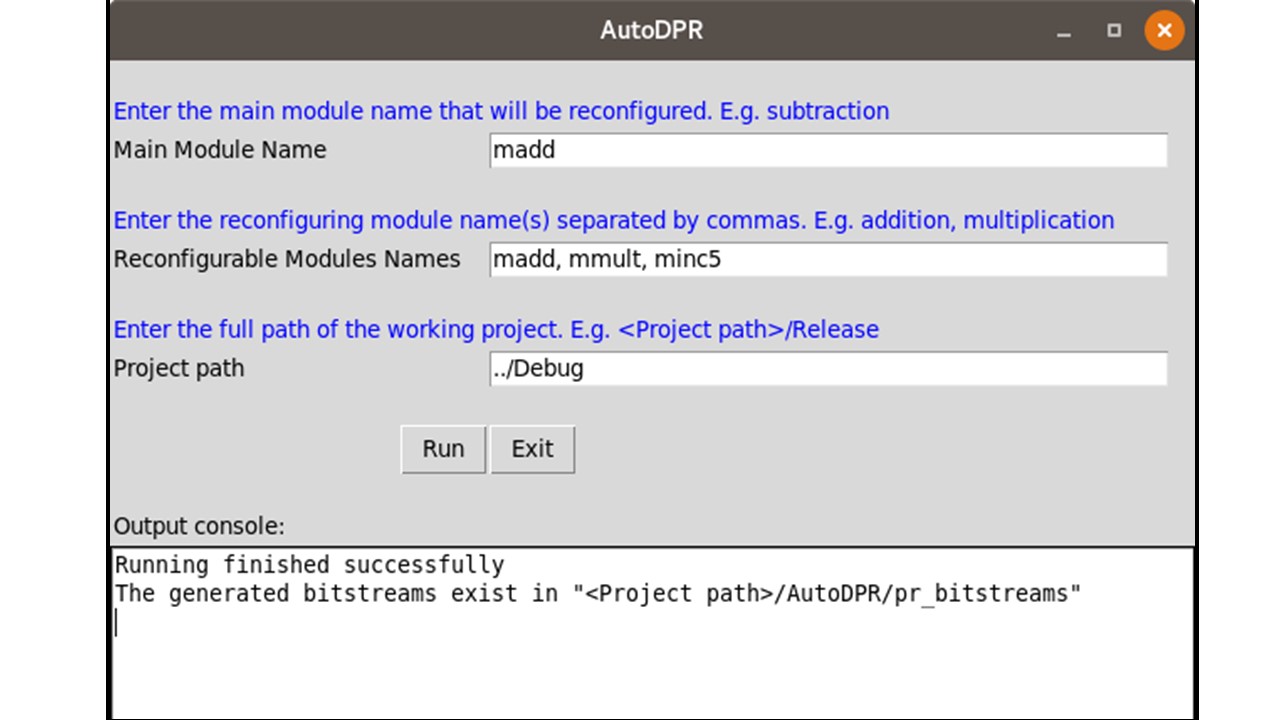 AutoDPR
Enter the main module name that will be reconfigured. E.g. subtraction
Main Module Name madd
Enter the reconfiguring module name(s) separated by commas. E.g. addition, multiplication
Reconfigurable Modules Names madd, mmult, minc5
Enter the full path of the working project. E.g. <Project path>/Release
Project path ../Debug
Run Exit
Output console:
Running finished successfully
The generated bitstreams exist in "<Project path>/AutoDPR/pr_bitstreams"